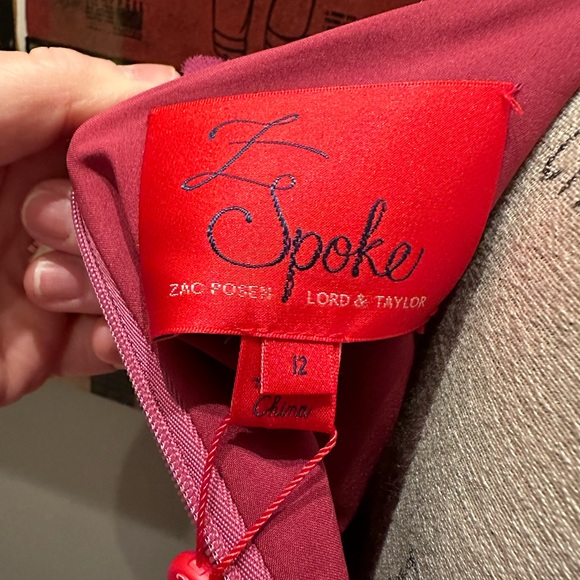 Z
Spoke
ZAC POSEN LORD & TAYLOR
12
China